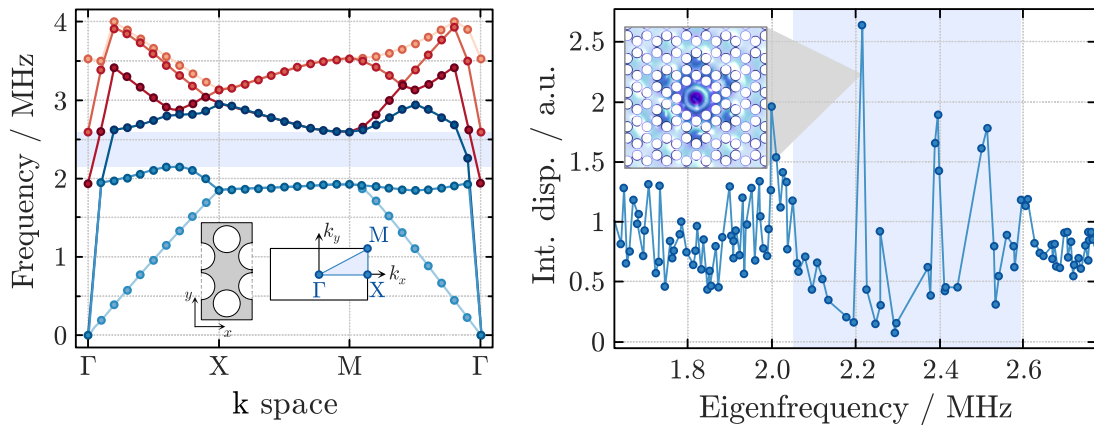 Frequency / MHz
4
3
2
1
0
y
x
k_y
M
Γ
X
k_x
Γ
X
M
Γ
k space
Int. disp. / a.u.
2.5
2
1.5
1
0.5
0
1.8
2.0
2.2
2.4
2.6
Eigenfrequency / MHz